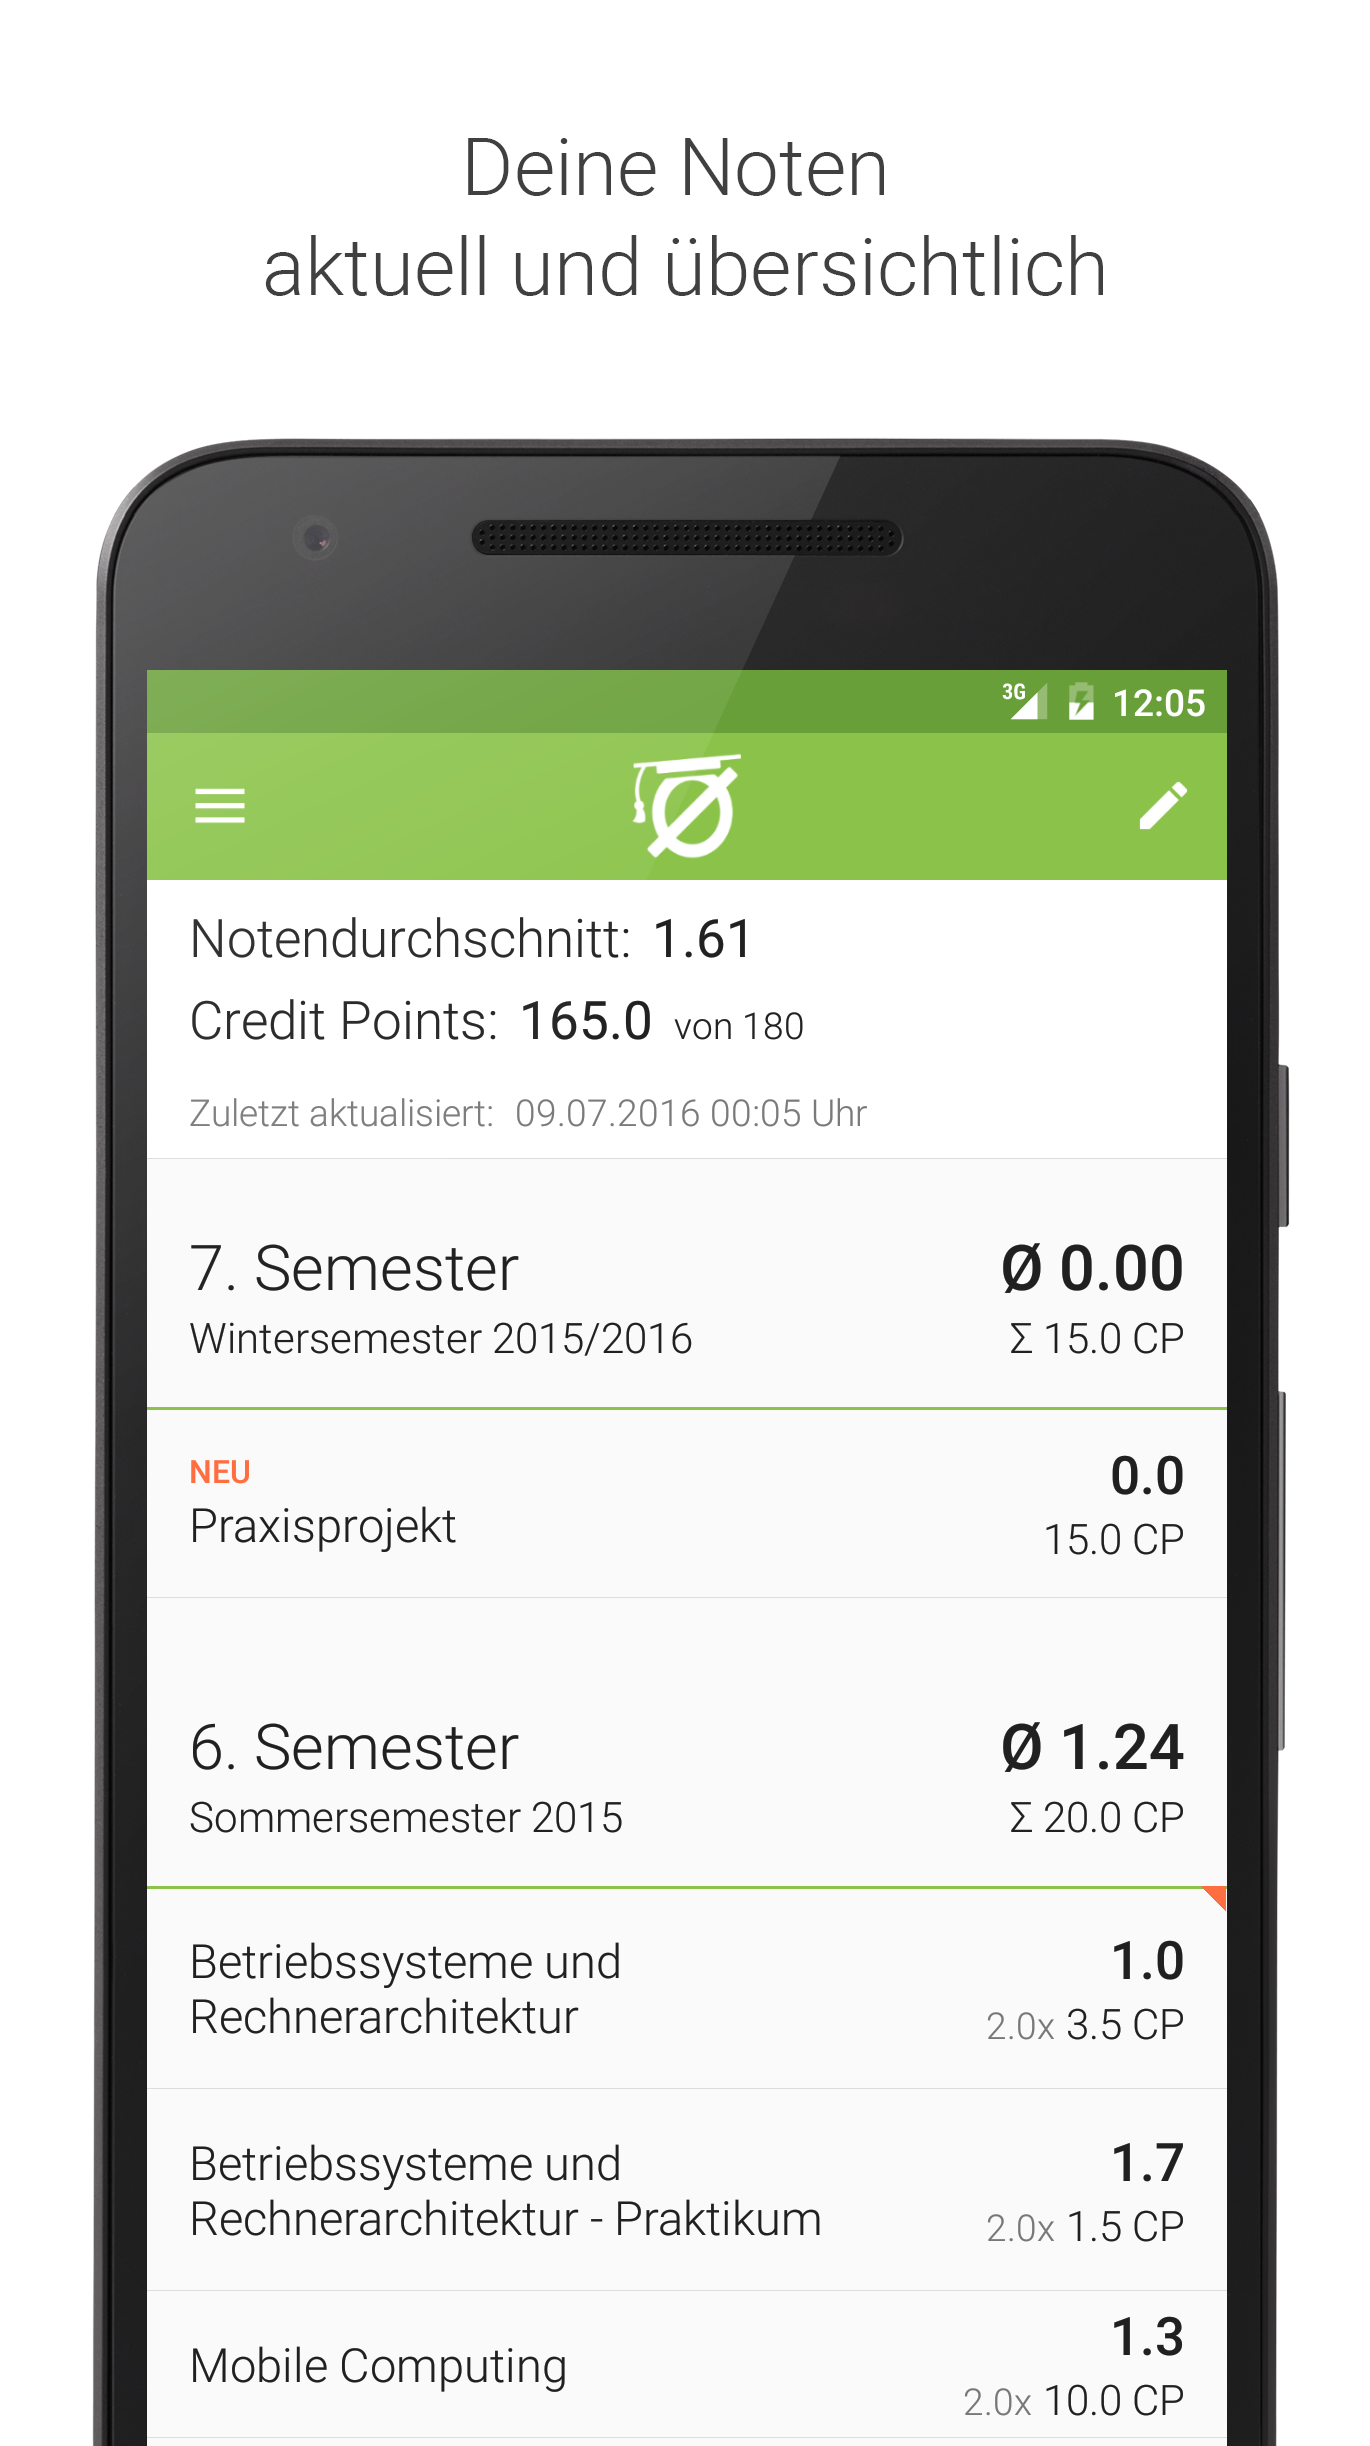 Deine Noten
aktuell und übersichtlich
3G 12:05
Notendurchschnitt: 1.61
Credit Points: 165.0 von 180
Zuletzt aktualisiert: 09.07.2016 00:05 Uhr
7. Semester Ø 0.00
Wintersemester 2015/2016 Σ 15.0 CP
NEU 0.0
Praxisprojekt 15.0 CP
6. Semester Ø 1.24
Sommersemester 2015 Σ 20.0 CP
Betriebssysteme und 1.0
Rechnerarchitektur 2.0x 3.5 CP
Betriebssysteme und 1.7
Rechnerarchitektur - Praktikum 2.0x 1.5 CP
Mobile Computing 1.3
2.0x 10.0 CP